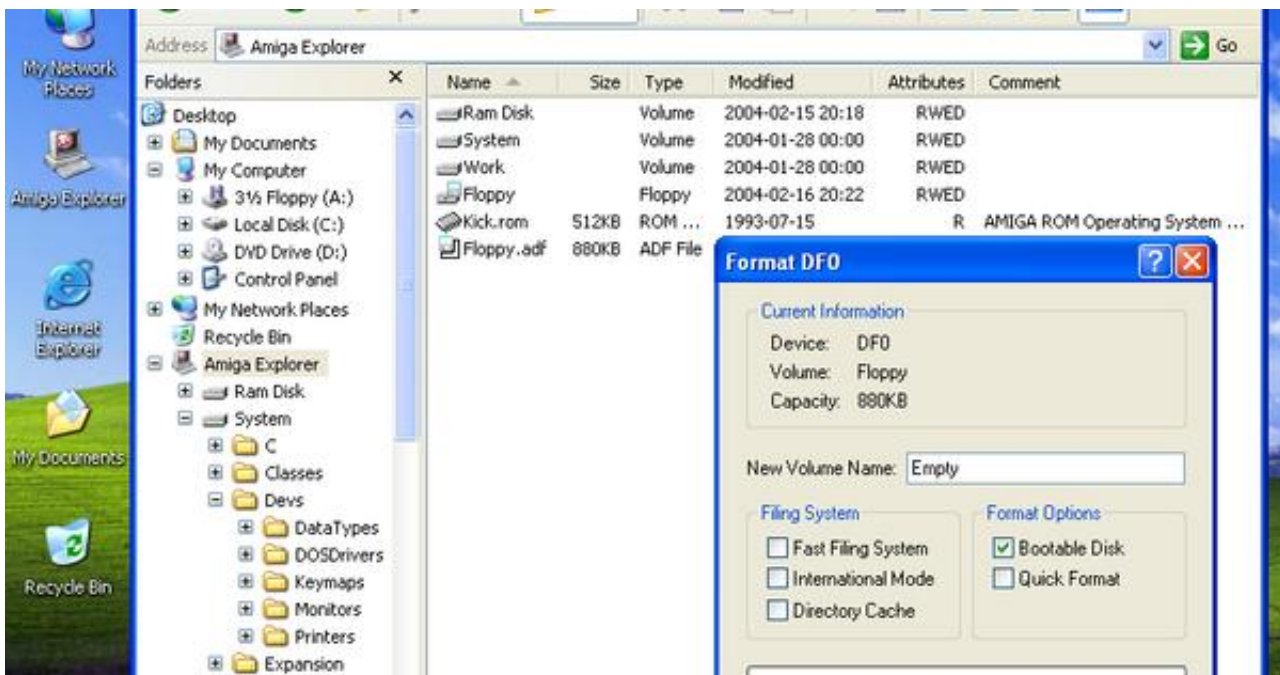 Address Amiga Explorer Go
My Network
Places
Amiga Explorer
Internet
Explorer
My Documents
Recycle Bin
Folders
Desktop
My Documents
My Computer
3½ Floppy (A:)
Local Disk (C:)
DVD Drive (D:)
Control Panel
My Network Places
Recycle Bin
Amiga Explorer
Ram Disk
System
C
Classes
Devs
DataTypes
DOSDrivers
Keymaps
Monitors
Printers
Expansion
Name Size Type Modified Attributes Comment
Ram Disk Volume 2004-02-15 20:18 RWED
System Volume 2004-01-28 00:00 RWED
Work Volume 2004-01-28 00:00 RWED
Floppy Floppy 2004-02-16 20:22 RWED
Kick.rom 512KB ROM ... 1993-07-15 R AMIGA ROM Operating System ...
Floppy.adf 880KB ADF File
Format DF0
Current Information
Device: DF0
Volume: Floppy
Capacity: 880KB
New Volume Name: Empty
Filing System
Fast Filing System
International Mode
Directory Cache
Format Options
Bootable Disk
Quick Format